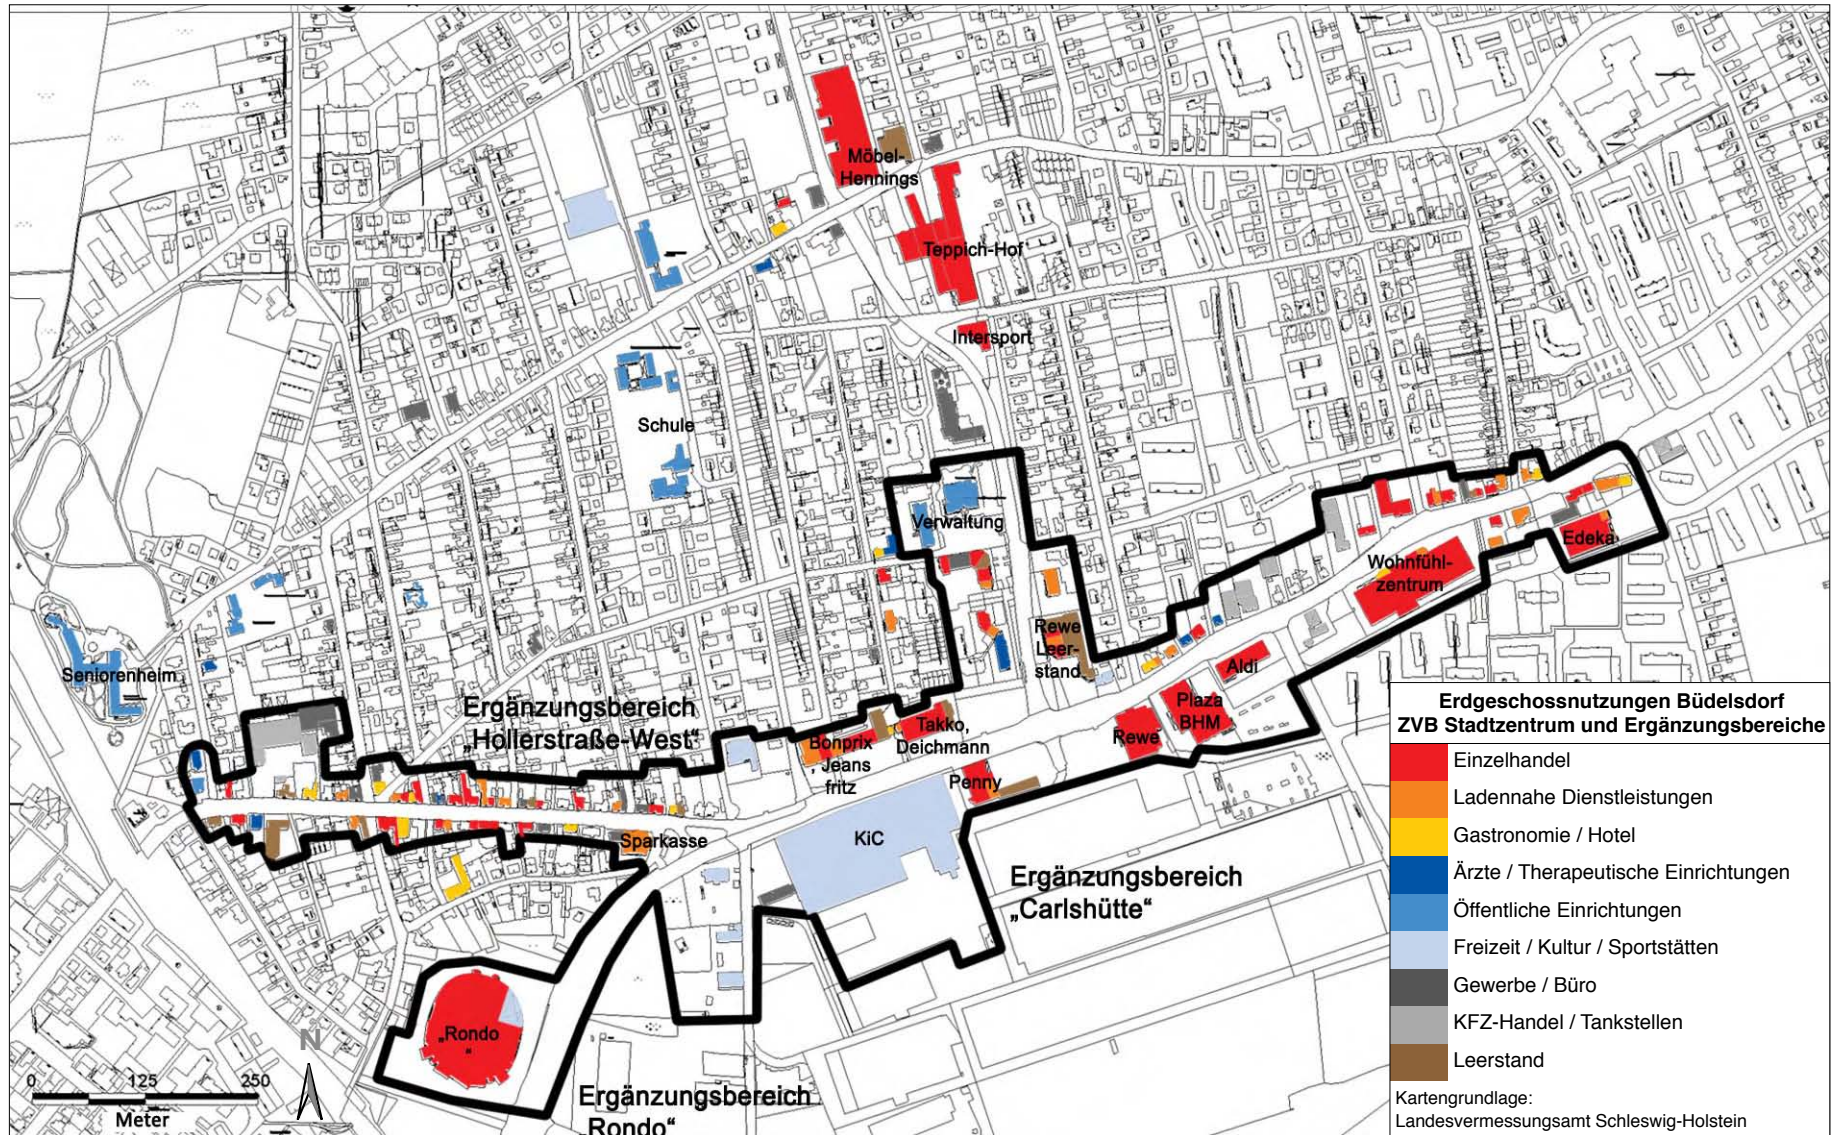 Möbel-
Hennings
Teppich-Hof
Intersport
Schule
Verwaltung
Edeka
Wohnfühl-
zentrum
Rewe
Leer-
stand
Seniorenheim
Aldi
Plaza
BHM
Rewe
Ergänzungsbereich
„Hollerstraße-West“
Takko,
Deichmann
Bonprix
, Jeans
fritz
Penny
KiC
Sparkasse
Ergänzungsbereich
„Carlshütte“
„Rondo
“
Ergänzungsbereich
„Rondo“
N
0 125 250
Meter
Erdgeschossnutzungen Büdelsdorf
ZVB Stadtzentrum und Ergänzungsbereiche
Einzelhandel
Ladennahe Dienstleistungen
Gastronomie / Hotel
Ärzte / Therapeutische Einrichtungen
Öffentliche Einrichtungen
Freizeit / Kultur / Sportstätten
Gewerbe / Büro
KFZ-Handel / Tankstellen
Leerstand
Kartengrundlage:
Landesvermessungsamt Schleswig-Holstein